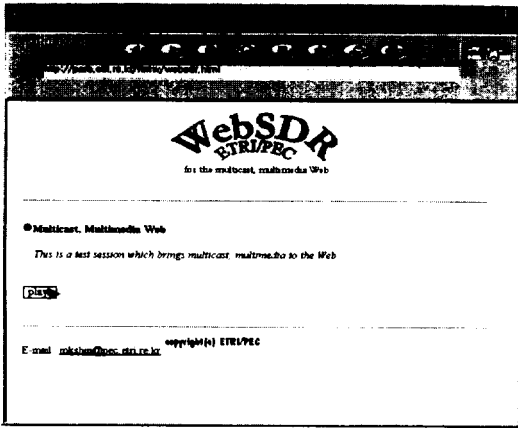 WebSDR
ETRI/PEC
for the multicast, multimedia Web
Multicast, Multimedia Web
This is a test session which brings multicast, multimedia to the Web
play
copyright(c) ETRI/PEC
E-mail